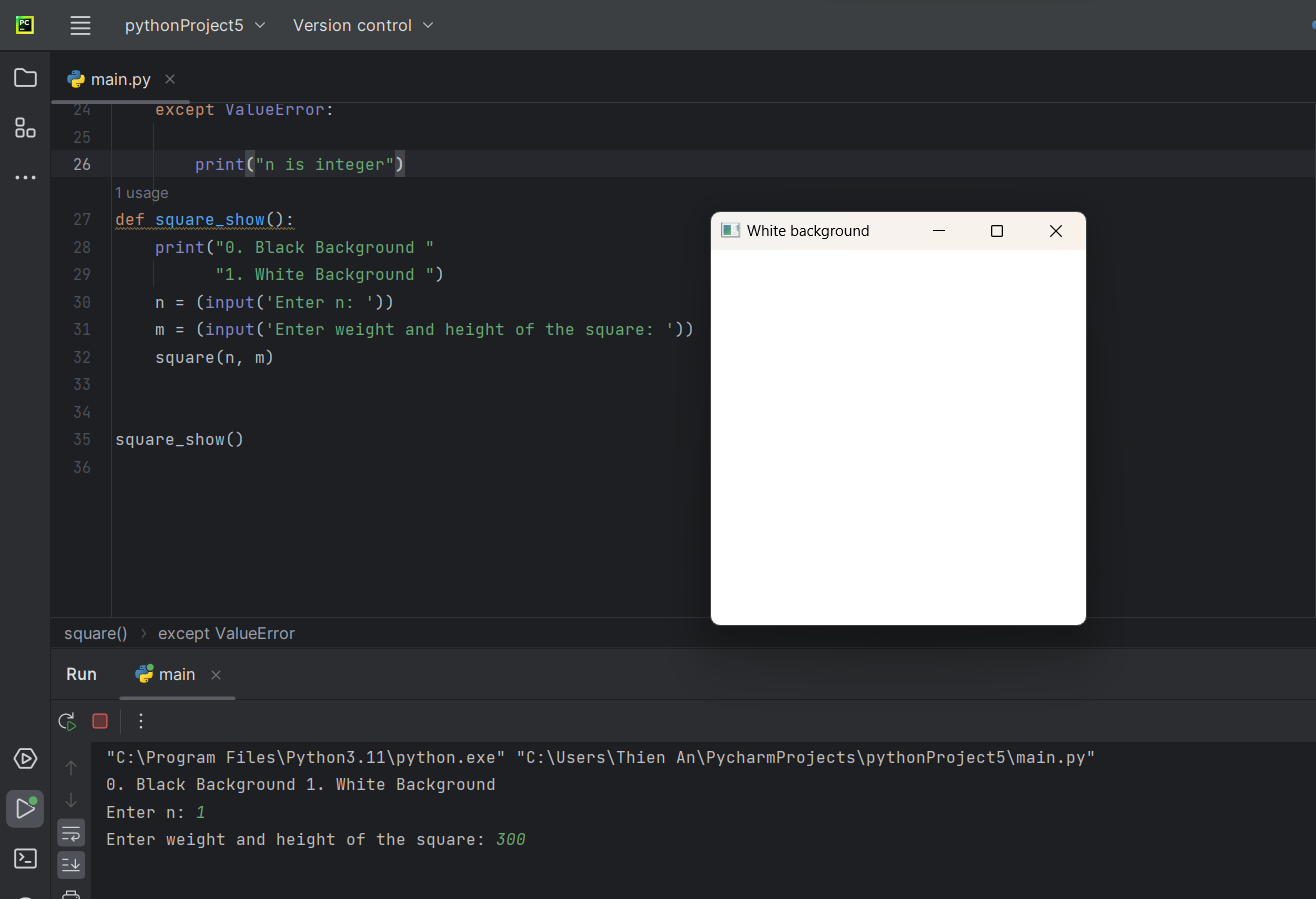 PC
pythonProject5
Version control
main.py
24 except ValueError:
25
26 print("n is integer")
1 usage
27 def square_show():
28 print("0. Black Background "
29 "1. White Background ")
30 n = (input('Enter n: '))
31 m = (input('Enter weight and height of the square: '))
32 square(n, m)
33
34
35 square_show()
36
White background
square() › except ValueError
Run
main
"C:\Program Files\Python3.11\python.exe" "C:\Users\Thien An\PycharmProjects\pythonProject5\main.py"
0. Black Background 1. White Background
Enter n: 1
Enter weight and height of the square: 300